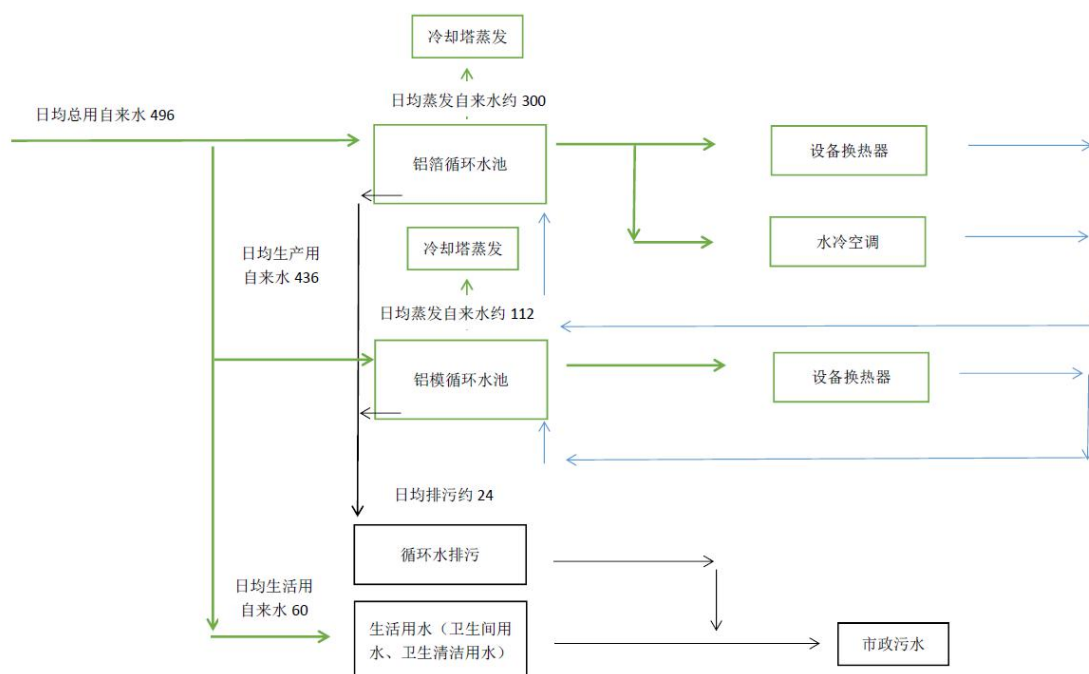 冷却塔蒸发
日均蒸发自来水约 300
日均总用自来水 496
铝箔循环水池
设备换热器
水冷空调
日均生产用
自来水 436
冷却塔蒸发
日均蒸发自来水约 112
铝模循环水池
设备换热器
日均排污约 24
循环水排污
日均生活用
自来水 60
生活用水（卫生间用
水、卫生清洁用水）
市政污水